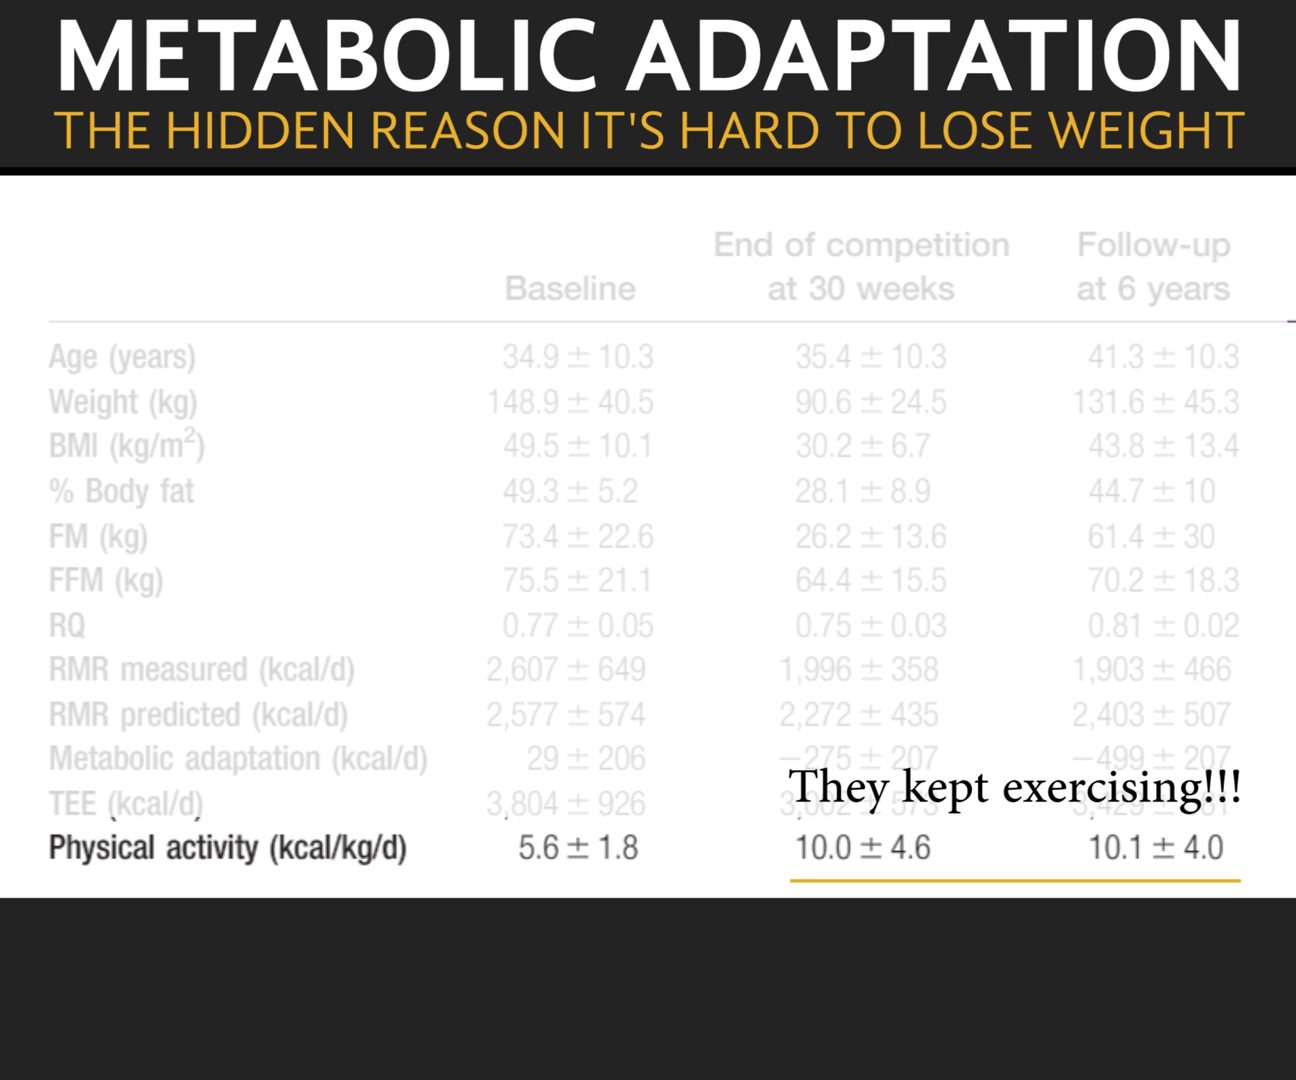 METABOLIC ADAPTATION
THE HIDDEN REASON IT'S HARD TO LOSE WEIGHT
End of competition Follow-up
Baseline at 30 weeks at 6 years
Age (years) 34.9 ± 10.3 35.4 ± 10.3 41.3 ± 10.3
Weight (kg) 148.9 ± 40.5 90.6 ± 24.5 131.6 ± 45.3
BMI (kg/m²) 49.5 ± 10.1 30.2 ± 6.7 43.8 ± 13.4
% Body fat 49.3 ± 5.2 28.1 ± 8.9 44.7 ± 10
FM (kg) 73.4 ± 22.6 26.2 ± 13.6 61.4 ± 30
FFM (kg) 75.5 ± 21.1 64.4 ± 15.5 70.2 ± 18.3
RQ 0.77 ± 0.05 0.75 ± 0.03 0.81 ± 0.02
RMR measured (kcal/d) 2,607 ± 649 1,996 ± 358 1,903 ± 466
RMR predicted (kcal/d) 2,577 ± 574 2,272 ± 435 2,403 ± 507
Metabolic adaptation (kcal/d) 29 ± 206 −275 ± 207 −499 ± 207
They kept exercising!!!
TEE (kcal/d) 3,804 ± 926
Physical activity (kcal/kg/d) 5.6 ± 1.8 10.0 ± 4.6 10.1 ± 4.0